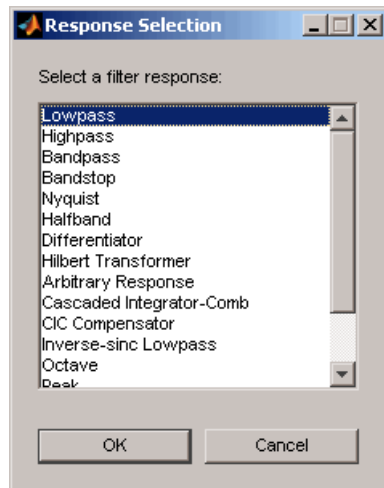 Response Selection
Select a filter response:
Lowpass
Highpass
Bandpass
Bandstop
Nyquist
Halfband
Differentiator
Hilbert Transformer
Arbitrary Response
Cascaded Integrator-Comb
CIC Compensator
Inverse-sinc Lowpass
Octave
Peak
OK
Cancel